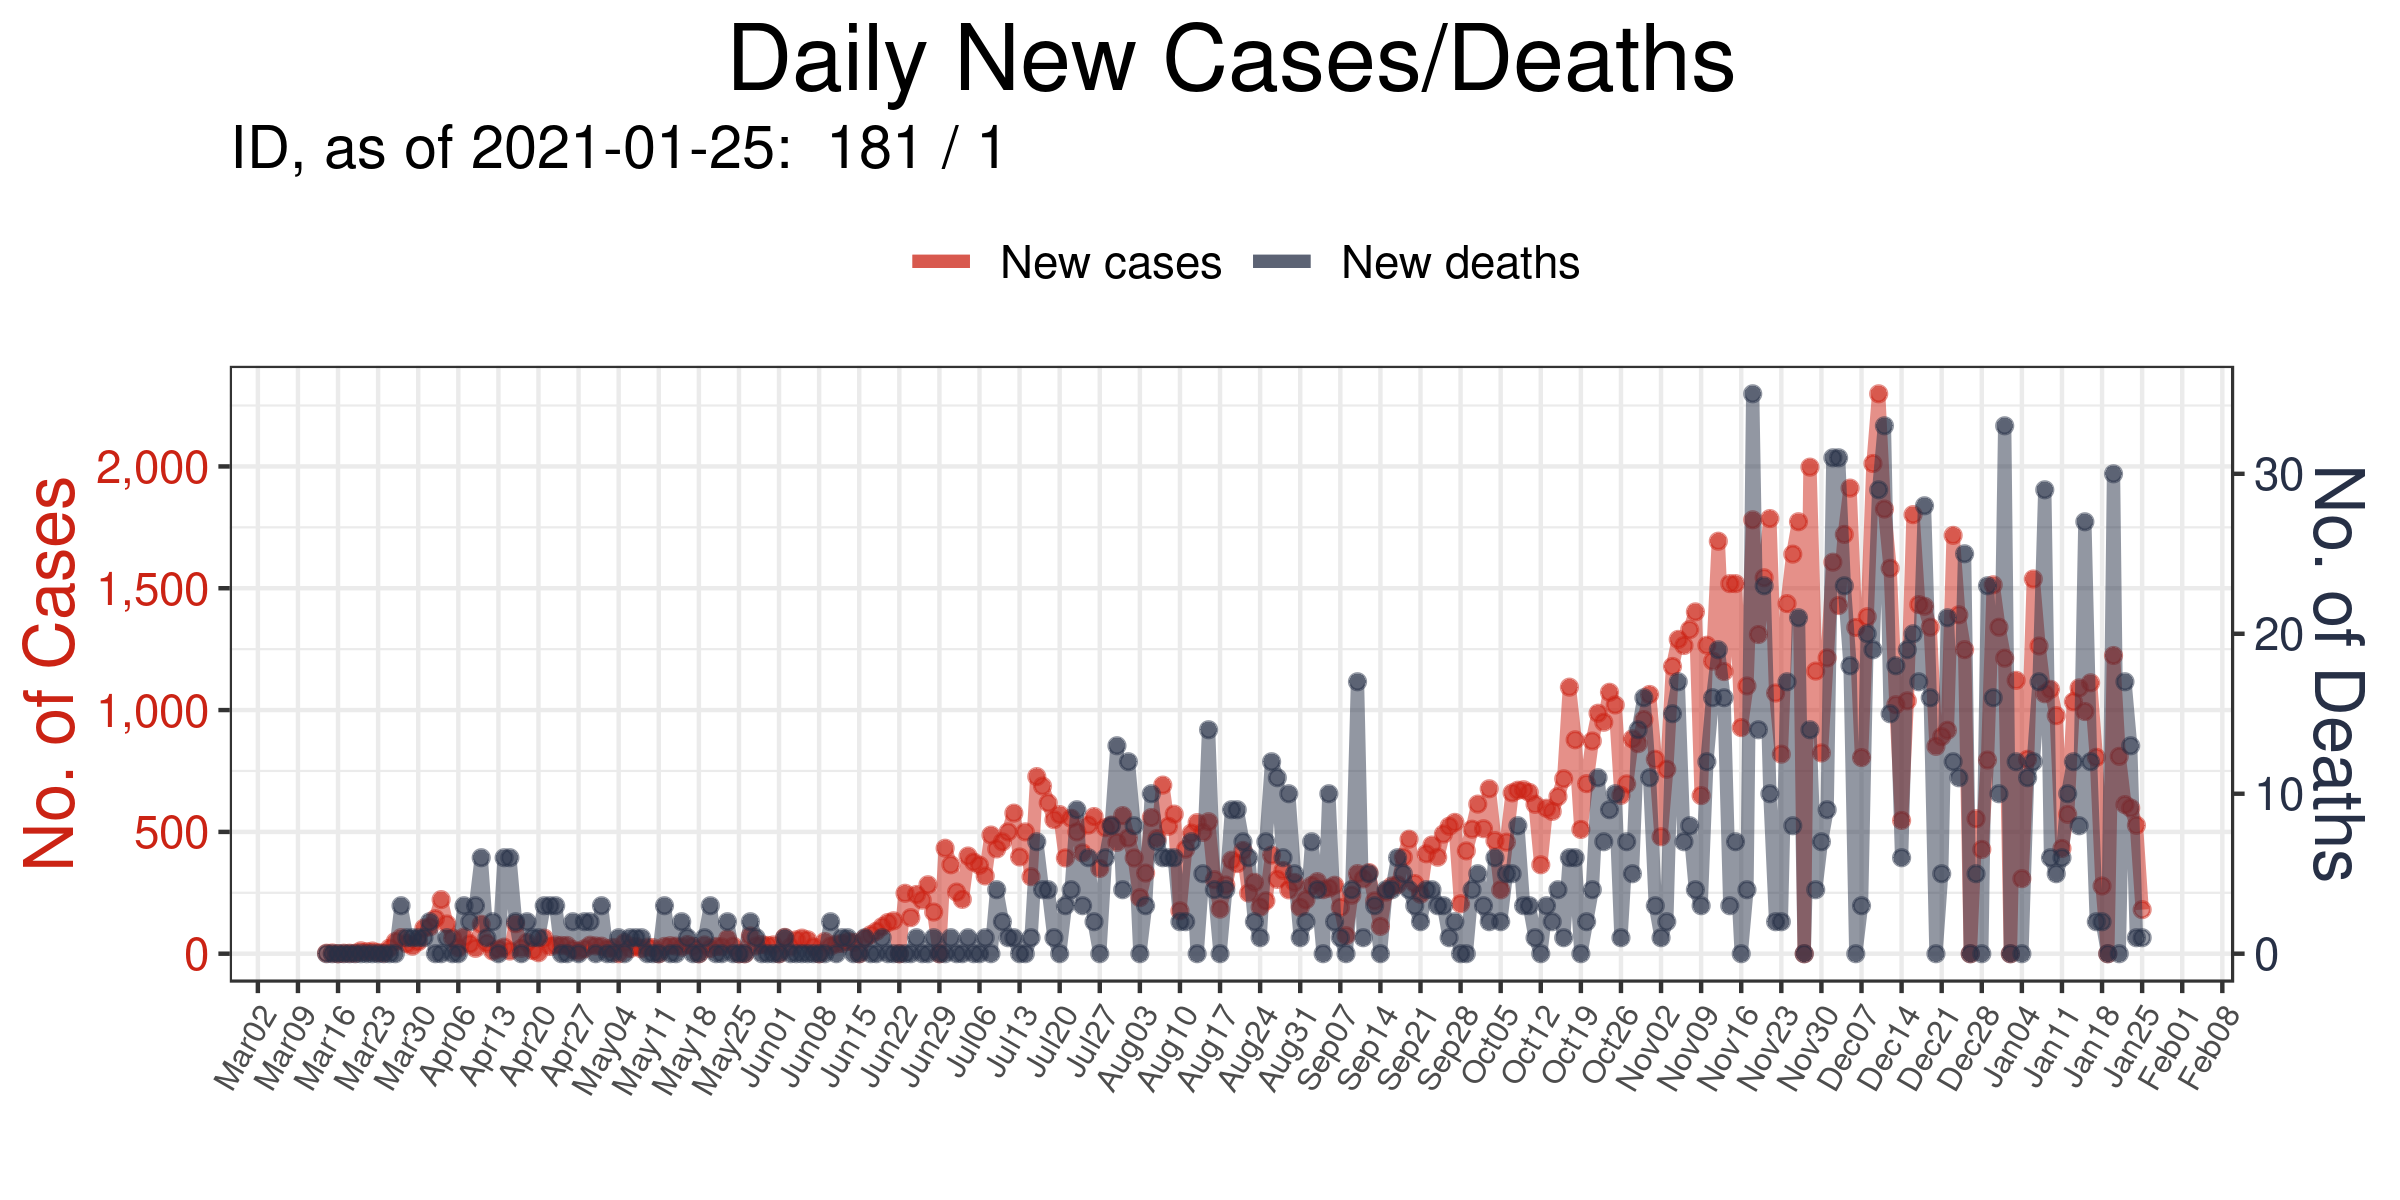 Daily New Cases/Deaths
ID, as of 2021-01-25:  181 / 1
New cases New deaths
No. of Cases
2,000
1,500
1,000
500
0
30
20
10
0
No. of Deaths
Mar02 Mar09 Mar16 Mar23 Mar30 Apr06 Apr13 Apr20 Apr27 May04 May11 May18 May25 Jun01 Jun08 Jun15 Jun22 Jun29 Jul06 Jul13 Jul20 Jul27 Aug03 Aug10 Aug17 Aug24 Aug31 Sep07 Sep14 Sep21 Sep28 Oct05 Oct12 Oct19 Oct26 Nov02 Nov09 Nov16 Nov23 Nov30 Dec07 Dec14 Dec21 Dec28 Jan04 Jan11 Jan18 Jan25 Feb01 Feb08